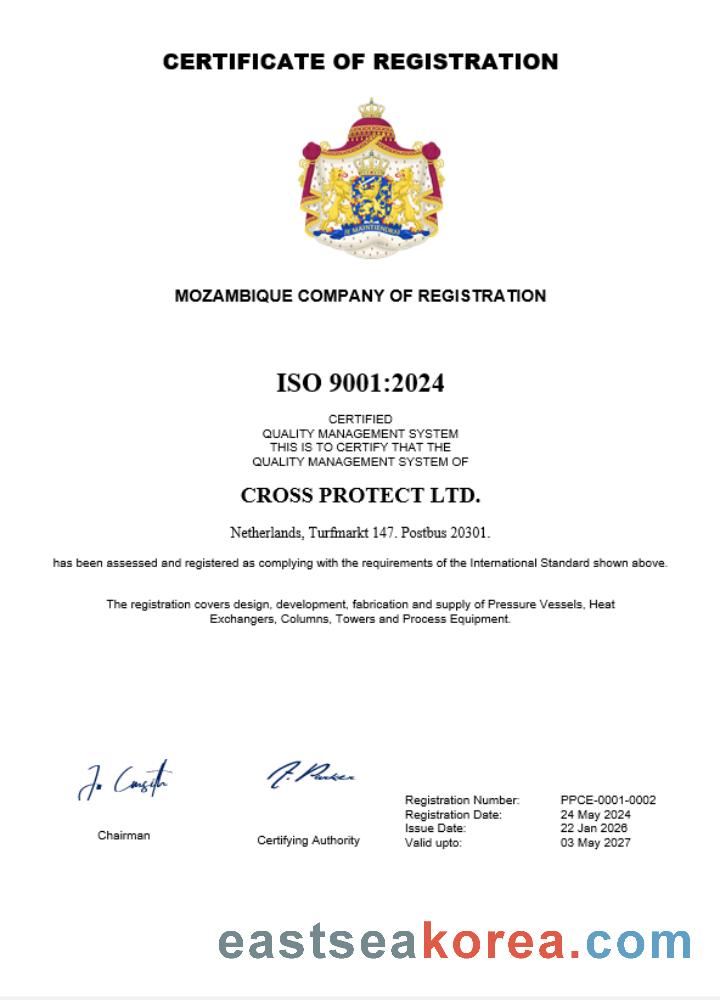 CERTIFICATE OF REGISTRATION
JE MAINTIENDRAI
MOZAMBIQUE COMPANY OF REGISTRATION
ISO 9001:2024
CERTIFIED
QUALITY MANAGEMENT SYSTEM
THIS IS TO CERTIFY THAT THE
QUALITY MANAGEMENT SYSTEM OF
CROSS PROTECT LTD.
Netherlands, Turfmarkt 147. Postbus 20301.
has been assessed and registered as complying with the requirements of the International Standard shown above.
The registration covers design, development, fabrication and supply of Pressure Vessels, Heat
Exchangers, Columns, Towers and Process Equipment.
Chairman
Certifying Authority
Registration Number: PPCE-0001-0002
Registration Date: 24 May 2024
Issue Date: 22 Jan 2026
Valid upto: 03 May 2027
eastseakorea.com